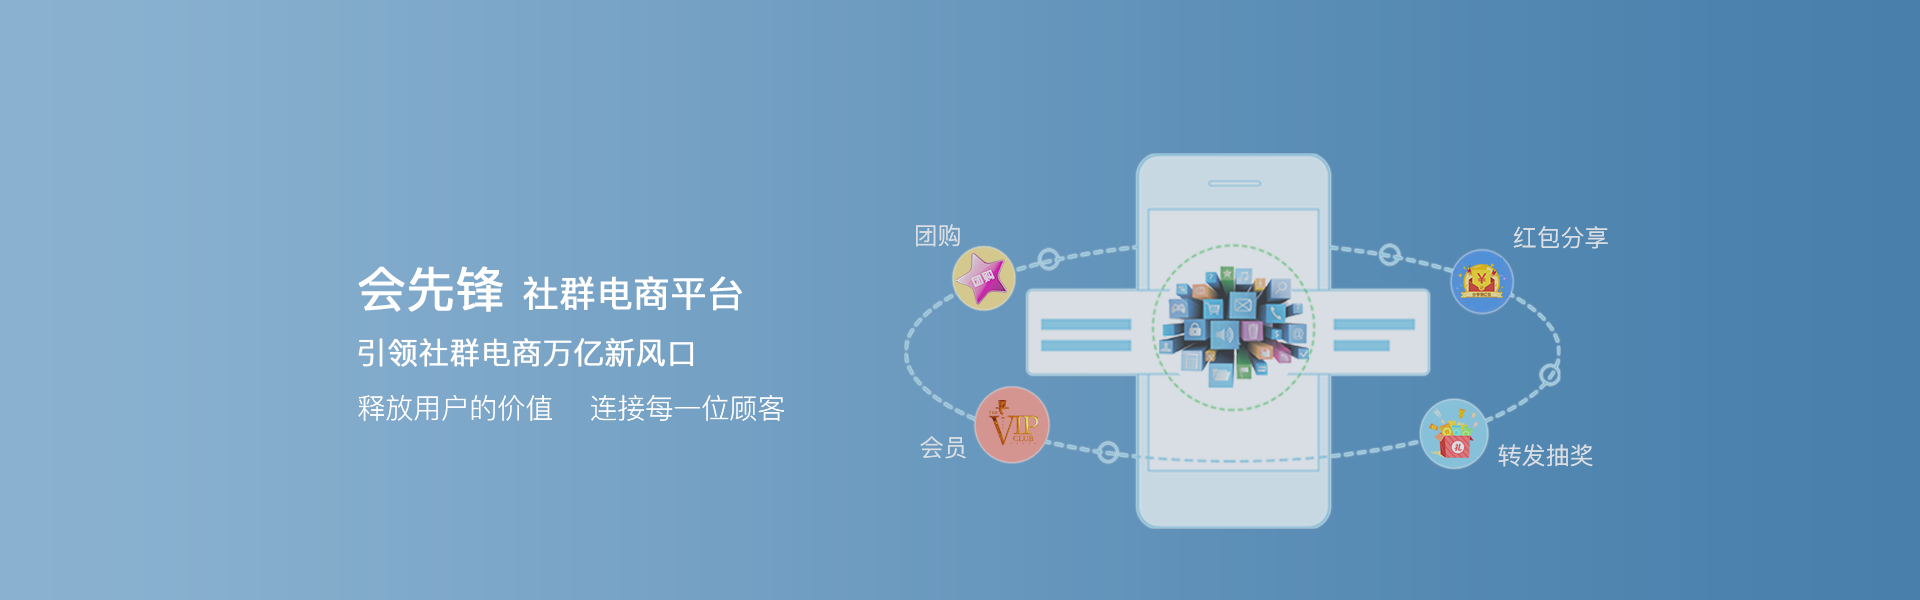 会先锋 社群电商平台
引领社群电商万亿新风口
释放用户的价值 连接每一位顾客
团购
团购
红包分享
会员
VIP
CLUB
转发抽奖
礼